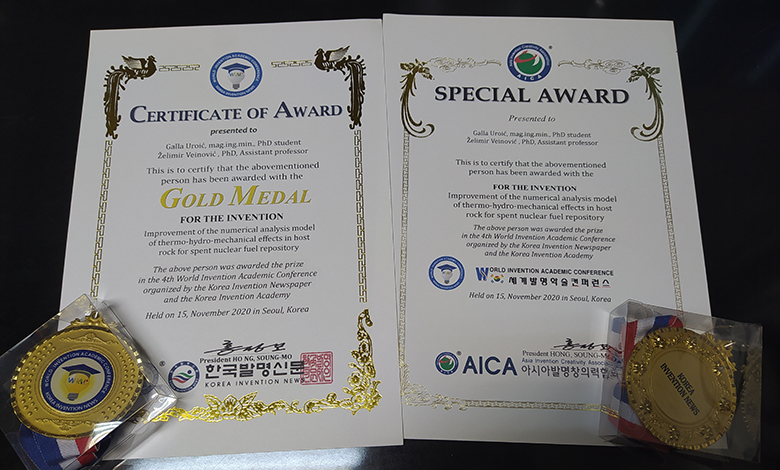 CERTIFICATE OF AWARD
presented to
Galla Uroić, mag.ing.min., PhD student
Želimir Veinović , PhD, Assistant professor
This is to certify that the abovementioned
person has been awarded with the
GOLD MEDAL
FOR THE INVENTION
Improvement of the numerical analysis model
of thermo-hydro-mechanical effects in host
rock for spent nuclear fuel repository
The above person was awarded the prize
in the 4th World Invention Academic Conference
organized by the Korea Invention Newspaper
and the Korea Invention Academy
Held on 15, November 2020 in Seoul, Korea
President HONG, SOUNG-MO
한국발명신문
KOREA INVENTION NEWS
AICA
SPECIAL AWARD
Presented to
Galla Uroić, mag.ing.min., PhD student
Želimir Veinović , PhD, Assistant professor
This is to certify that the abovementioned
person has been awarded with the
FOR THE INVENTION
Improvement of the numerical analysis model
of thermo-hydro-mechanical effects in host
rock for spent nuclear fuel repository
The above person was awarded the prize
in the 4th World Invention Academic Conference
organized by the Korea Invention Newspaper
and the Korea Invention Academy
WORLD INVENTION ACADEMIC CONFERENCE
세계발명학술컨퍼런스
Held on 15, November 2020 in Seoul, Korea
President HONG, SOUNG-M
Asia Invention Creativity Assoc
AICA
아시아발명창의력협
WORLD INVENTION ACADEMIC CONFERENCE
KOREA
INVENTION NEWS